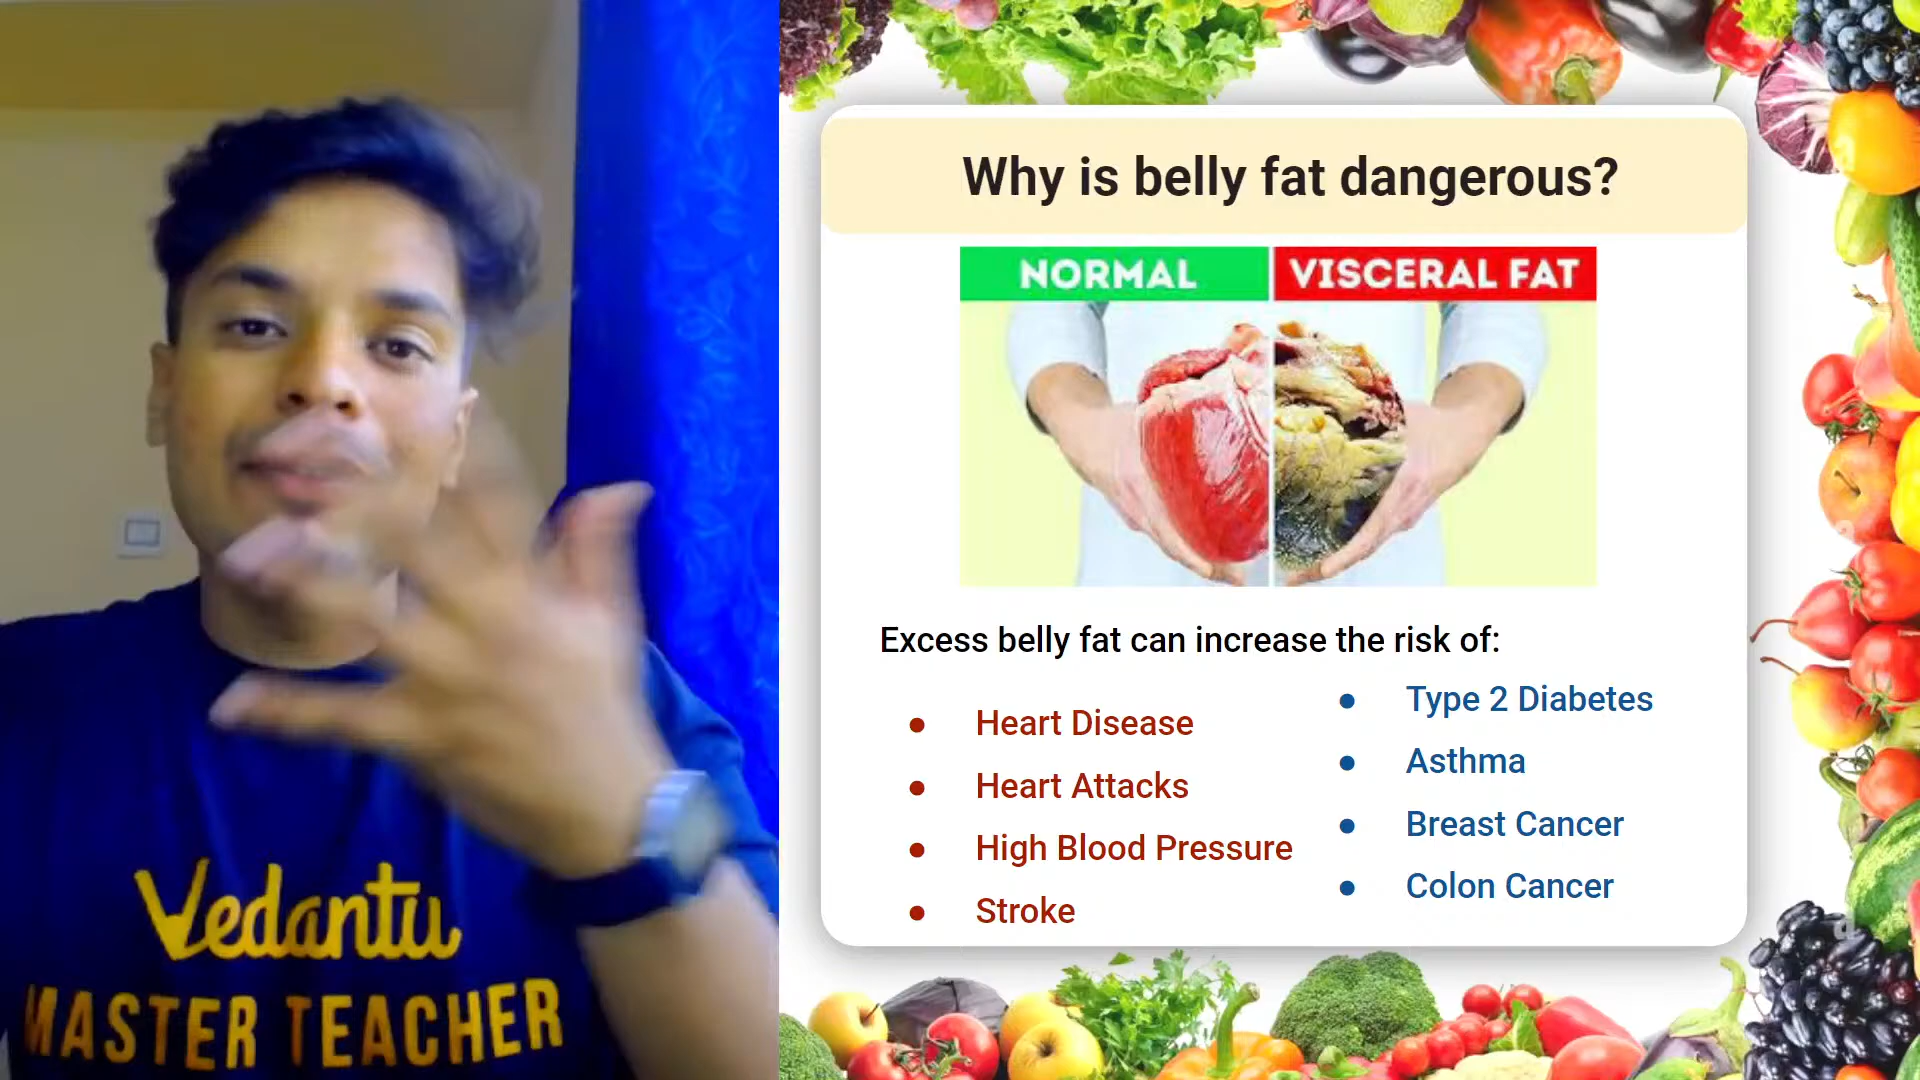 Vedantu
MASTER TEACHER
Why is belly fat dangerous?
NORMAL
VISCERAL FAT
Excess belly fat can increase the risk of:
● Heart Disease
● Heart Attacks
● High Blood Pressure
● Stroke
● Type 2 Diabetes
● Asthma
● Breast Cancer
● Colon Cancer